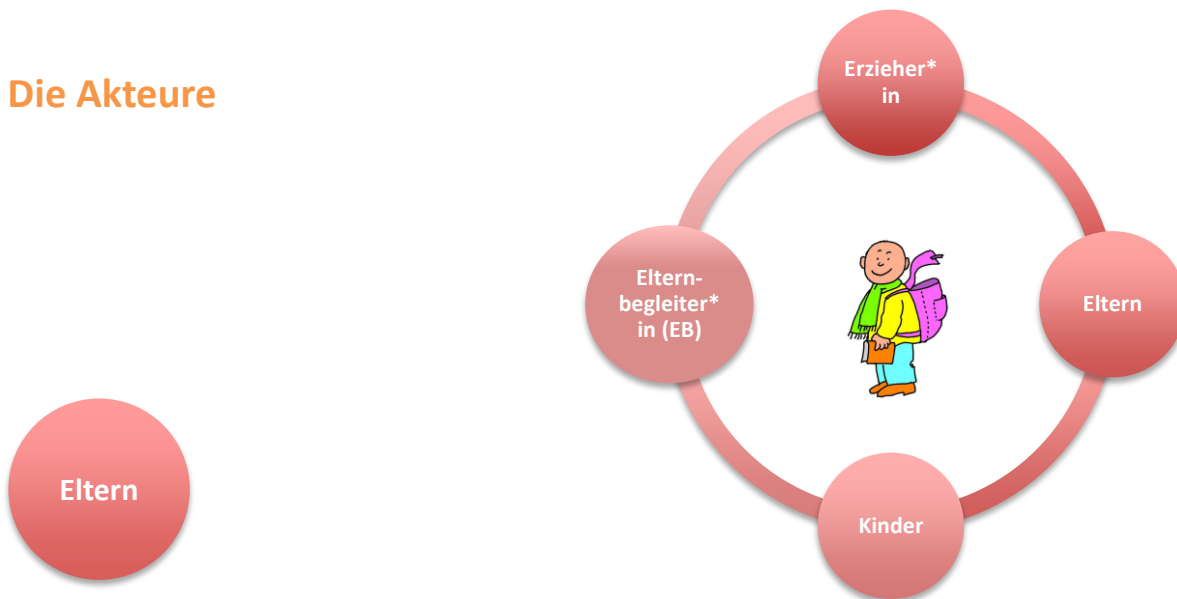 Die Akteure
Erzieher*
in
Eltern-
begleiter*
in (EB)
Eltern
Kinder
Eltern